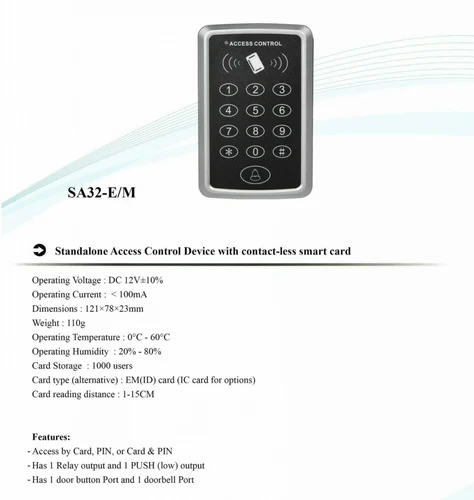 ACCESS CONTROL
1 2 3
4 5 6
7 8 9
* 0 #
SA32-E/M
Standalone Access Control Device with contact-less smart card
Operating Voltage : DC 12V±10%
Operating Current : < 100mA
Dimensions : 121×78×23mm
Weight : 110g
Operating Temperature : 0°C - 60°C
Operating Humidity : 20% - 80%
Card Storage : 1000 users
Card type (alternative) : EM(ID) card (IC card for options)
Card reading distance : 1-15CM
Features:
- Access by Card, PIN, or Card & PIN
- Has 1 Relay output and 1 PUSH (low) output
- Has 1 door button Port and 1 doorbell Port